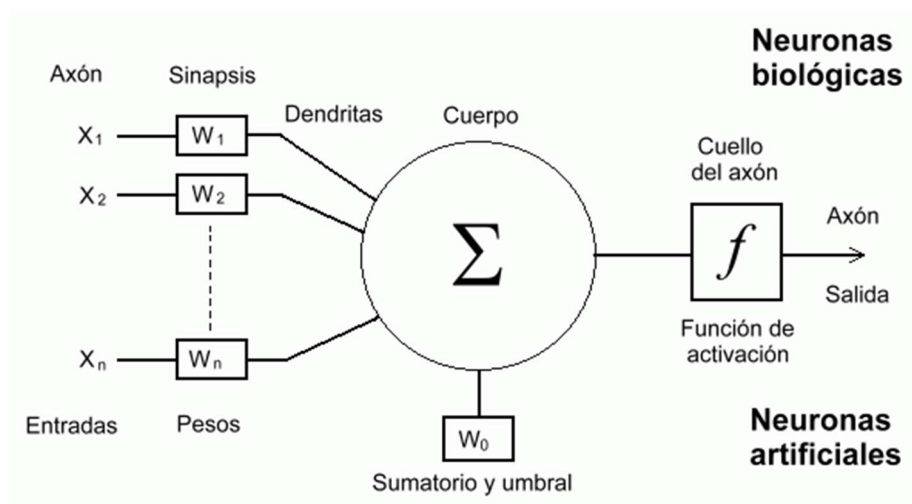 Neuronas
biológicas
Axón
Sinapsis
Dendritas
Cuerpo
Cuello
del axón
X1
W1
X2
W2
Σ
f
Axón
Salida
Xn
Wn
Función de
activación
Entradas
Pesos
W0
Sumatorio y umbral
Neuronas
artificiales